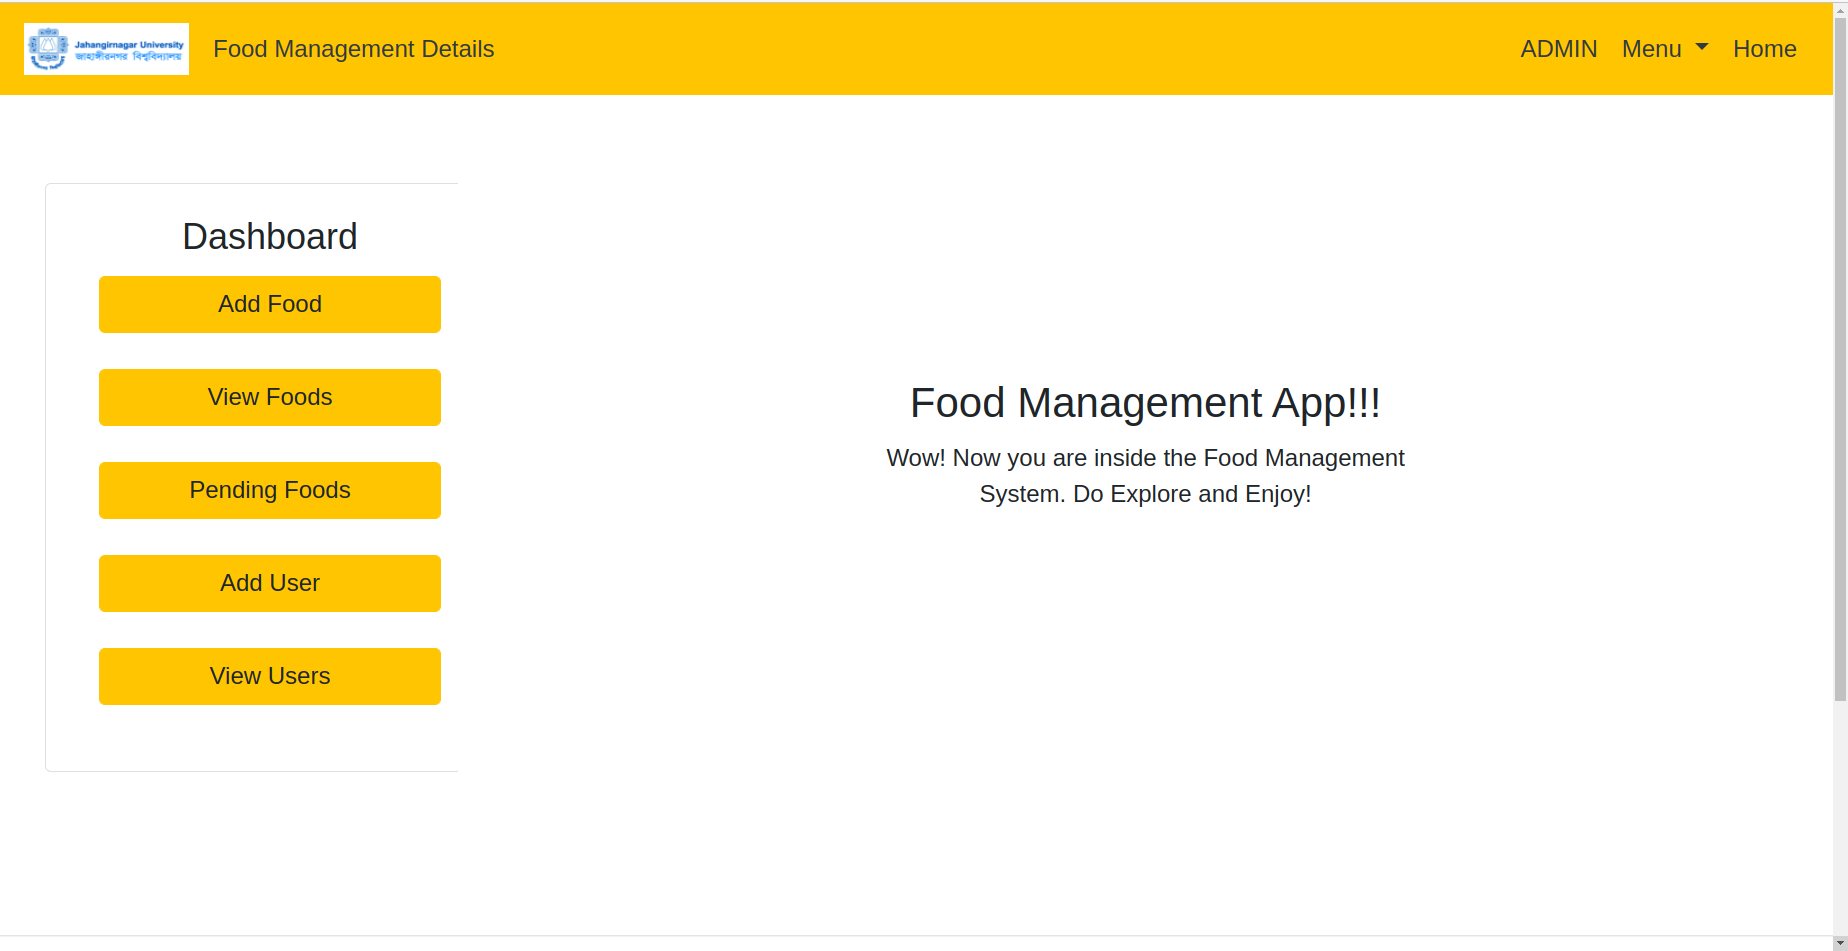 Jahangirnagar University
জাহাঙ্গীরনগর বিশ্ববিদ্যালয়
Food Management Details
ADMIN
Menu
Home
Dashboard
Add Food
View Foods
Pending Foods
Add User
View Users
Food Management App!!!
Wow! Now you are inside the Food Management
System. Do Explore and Enjoy!